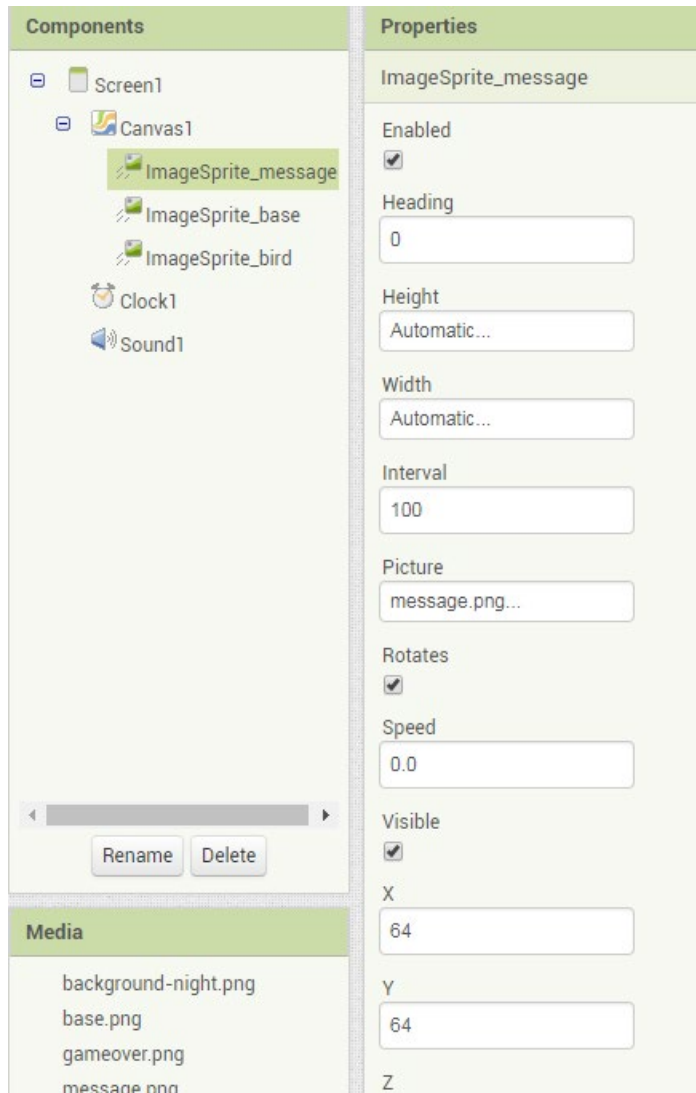 Components
Screen1
Canvas1
ImageSprite_message
ImageSprite_base
ImageSprite_bird
Clock1
Sound1
Rename Delete
Media
background-night.png
base.png
gameover.png
message.png
Properties
ImageSprite_message
Enabled
Heading
0
Height
Automatic...
Width
Automatic...
Interval
100
Picture
message.png...
Rotates
Speed
0.0
Visible
X
64
Y
64
Z